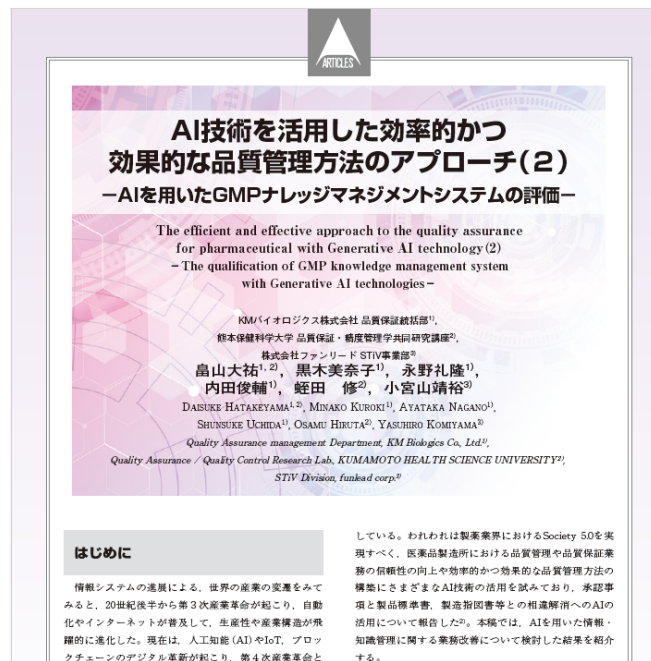 ARTICLES
AI技術を活用した効率的かつ
効果的な品質管理方法のアプローチ(2)
−AIを用いたGMPナレッジマネジメントシステムの評価−
The efficient and effective approach to the quality assurance
for pharmaceutical with Generative AI technology(2)
−The qualification of GMP knowledge management system
with Generative AI technologies−
KMバイオロジクス株式会社 品質保証統括部1),
熊本保健科学大学 品質保証・精度管理学共同研究講座2),
株式会社ファンリード STiV事業部3)
畠山大祐1, 2), 黒木美奈子1), 永野礼隆1),
内田俊輔1), 蛭田 修2), 小宮山靖裕3)
DAISUKE HATAKEYAMA1, 2), MINAKO KUROKI1), AYATAKA NAGANO1),
SHUNSUKE UCHIDA1), OSAMU HIRUTA2), YASUHIRO KOMIYAMA3)
Quality Assurance management Department, KM Biologics Co., Ltd.1),
Quality Assurance / Quality Control Research Lab., KUMAMOTO HEALTH SCIENCE UNIVERSITY2),
STiV Division, funlead corp.3)
はじめに
情報システムの進展による，世界の産業の変遷をみて
みると，20世紀後半から第3次産業革命が起こり，自動
化やインターネットが普及して，生産性や産業構造が飛
躍的に進化した。現在は，人工知能（AI）やIoT，ブロッ
クチェーンのデジタル革新が起こり，第4次産業革命と
している。われわれは製薬業界におけるSociety 5.0を実
現すべく，医薬品製造所における品質管理や品質保証業
務の信頼性の向上や効率的かつ効果的な品質管理方法の
構築にさまざまなAI技術の活用を試みており，承認事
項と製品標準書，製造指図書等との相違解消へのAIの
活用について報告した2)。本稿では，AIを用いた情報・
知識管理に関する業務改善について検討した結果を紹介
する。